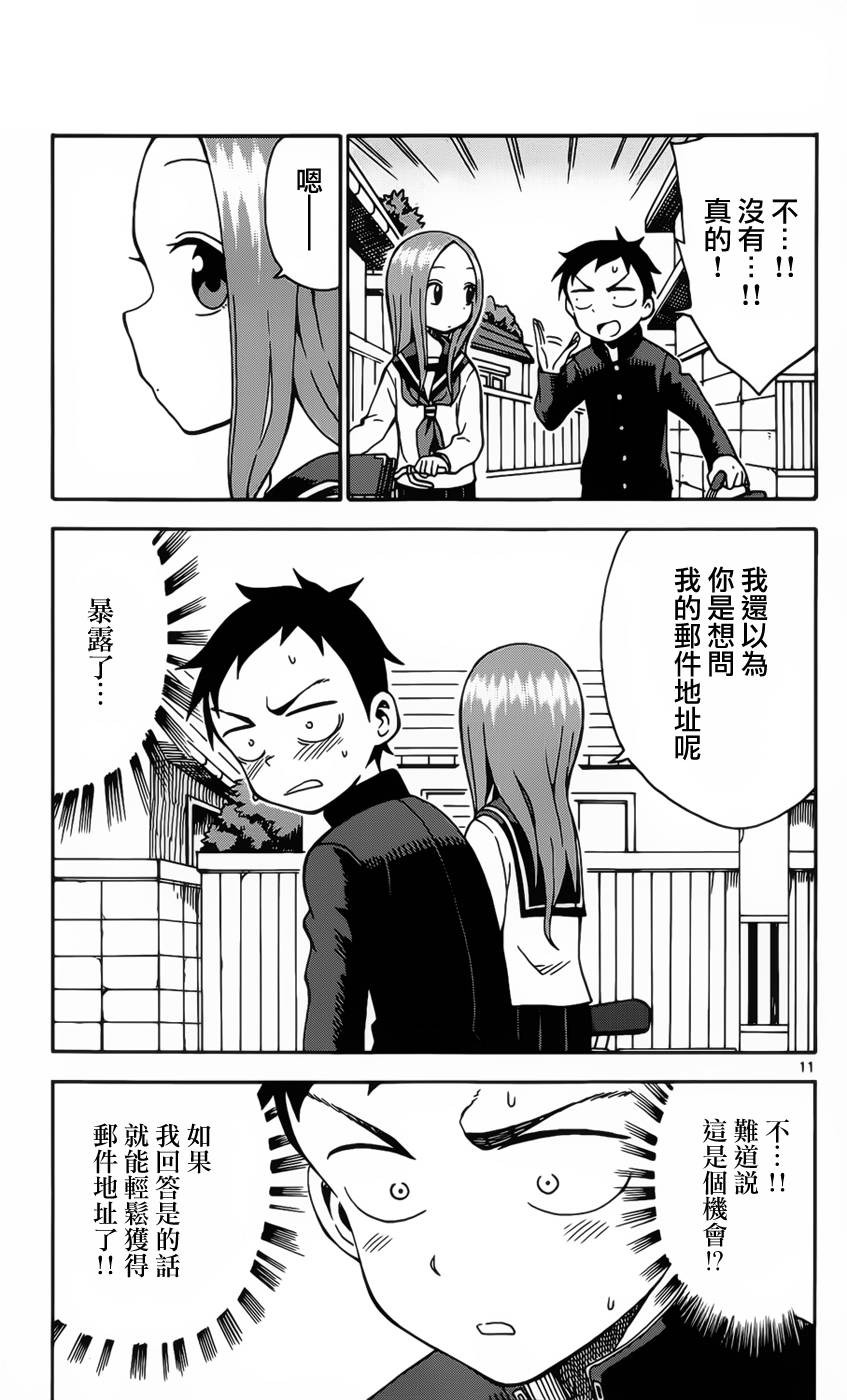 不…!!
沒有…!!
真的!
嗯——
我還以為
你是想問
我的郵件地址呢
暴露了…
11
不…!!
難道説
這是個機會!?
如果
我回答是的話
就能輕鬆獲得
郵件地址了!!